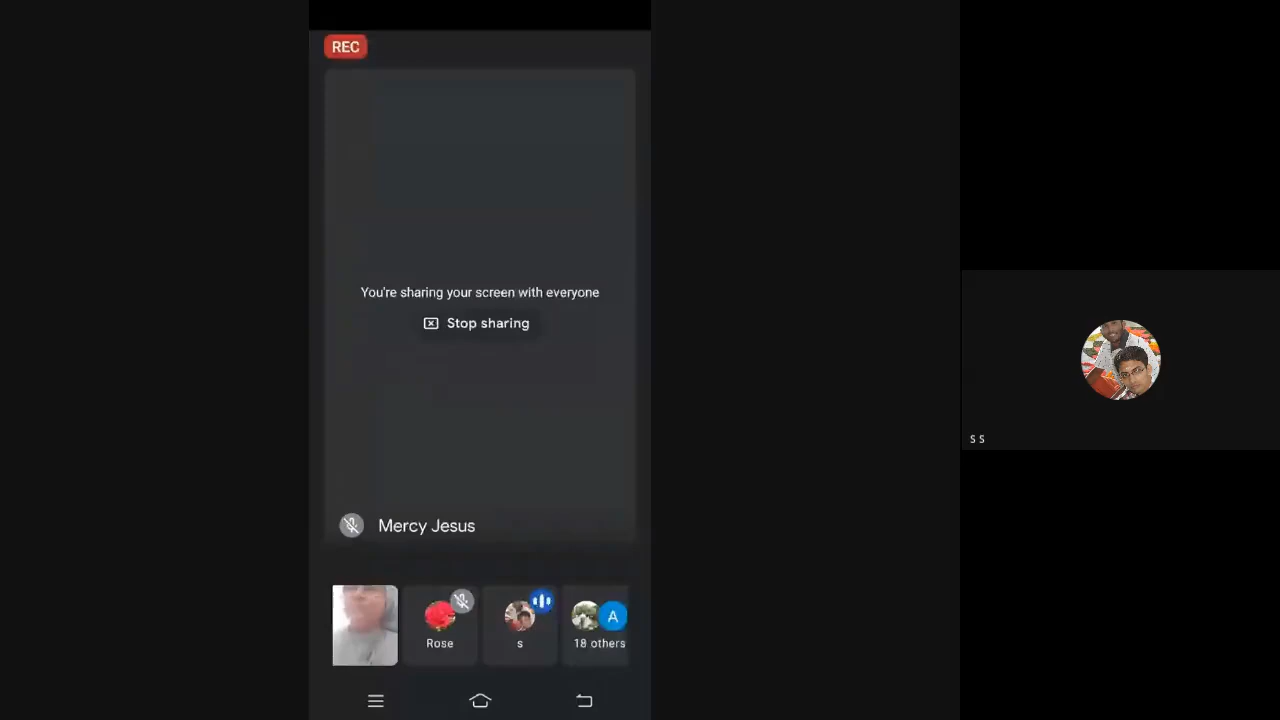 REC
You're sharing your screen with everyone
Stop sharing
Mercy Jesus
Rose
s
A
18 others
S S